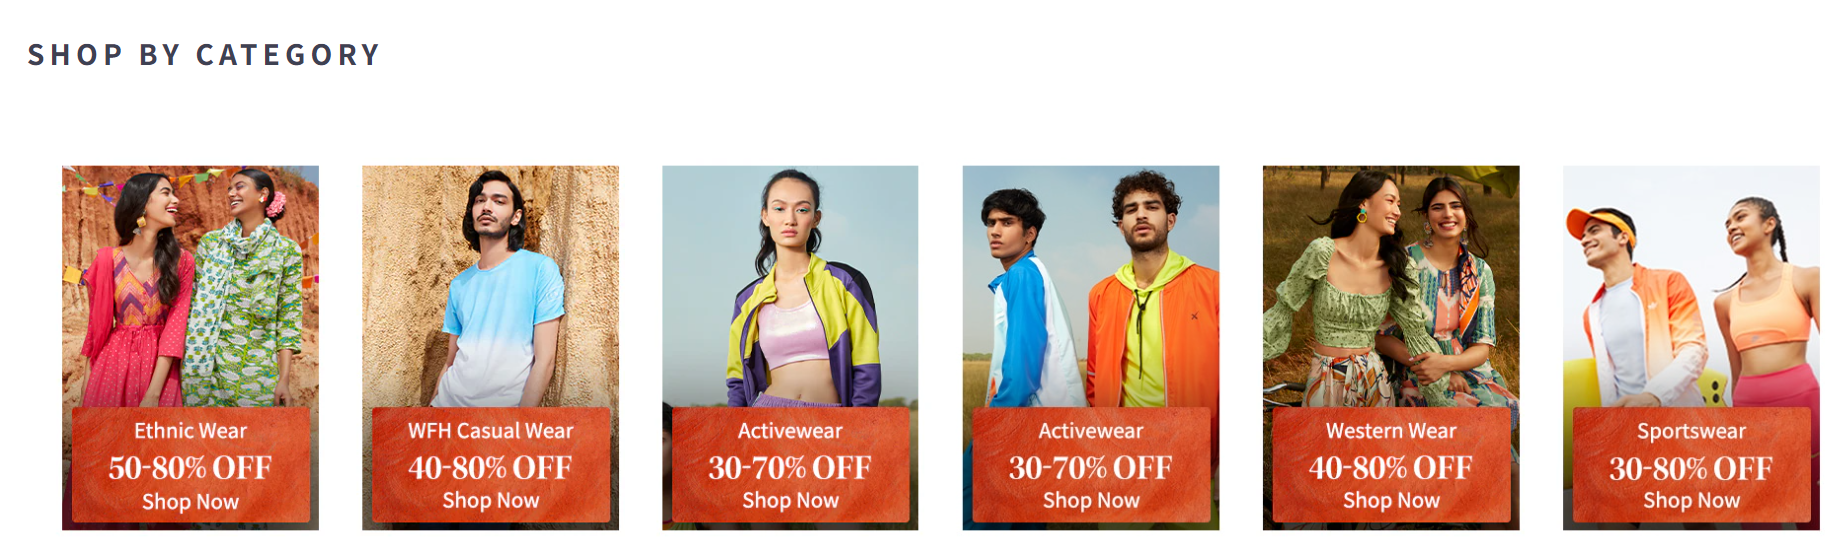 SHOP BY CATEGORY
Ethnic Wear
50-80% OFF
Shop Now
WFH Casual Wear
40-80% OFF
Shop Now
Activewear
30-70% OFF
Shop Now
Activewear
30-70% OFF
Shop Now
Western Wear
40-80% OFF
Shop Now
Sportswear
30-80% OFF
Shop Now